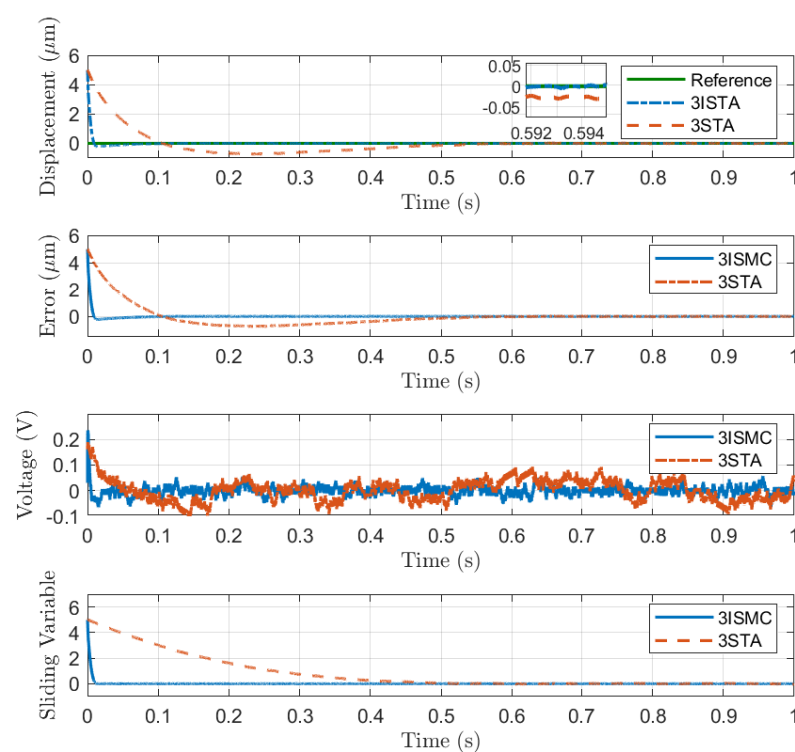 Displacement (μm)
6
4
2
0
0.05
0
-0.05
0.592 0.594
Reference
3ISTA
3STA
0 0.1 0.2 0.3 0.4 0.5 0.6 0.7 0.8 0.9 1
Time (s)
Error (μm)
6
4
2
0
3ISMC
3STA
0 0.1 0.2 0.3 0.4 0.5 0.6 0.7 0.8 0.9 1
Time (s)
Voltage (V)
0.2
0.1
0
-0.1
3ISMC
3STA
0 0.1 0.2 0.3 0.4 0.5 0.6 0.7 0.8 0.9 1
Time (s)
Sliding Variable
6
4
2
0
3ISMC
3STA
0 0.1 0.2 0.3 0.4 0.5 0.6 0.7 0.8 0.9 1
Time (s)